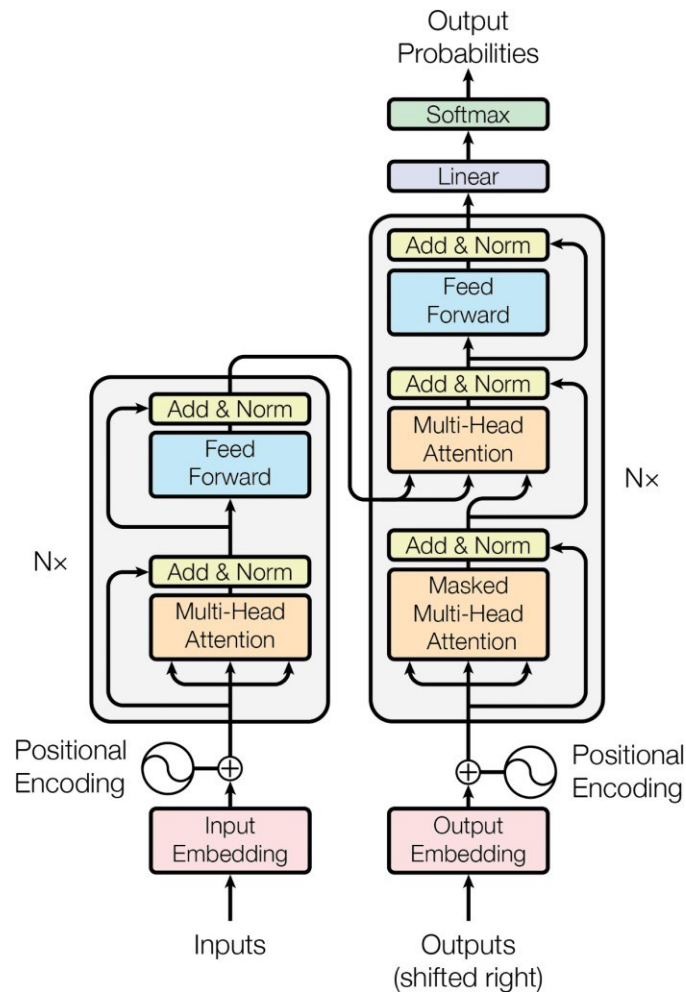 Output
Probabilities
Softmax
Linear
Add & Norm
Feed
Forward
Add & Norm
Multi-Head
Attention
Add & Norm
Masked
Multi-Head
Attention
N×
Add & Norm
Feed
Forward
Add & Norm
Multi-Head
Attention
N×
Positional
Encoding
Positional
Encoding
Input
Embedding
Output
Embedding
Inputs
Outputs
(shifted right)